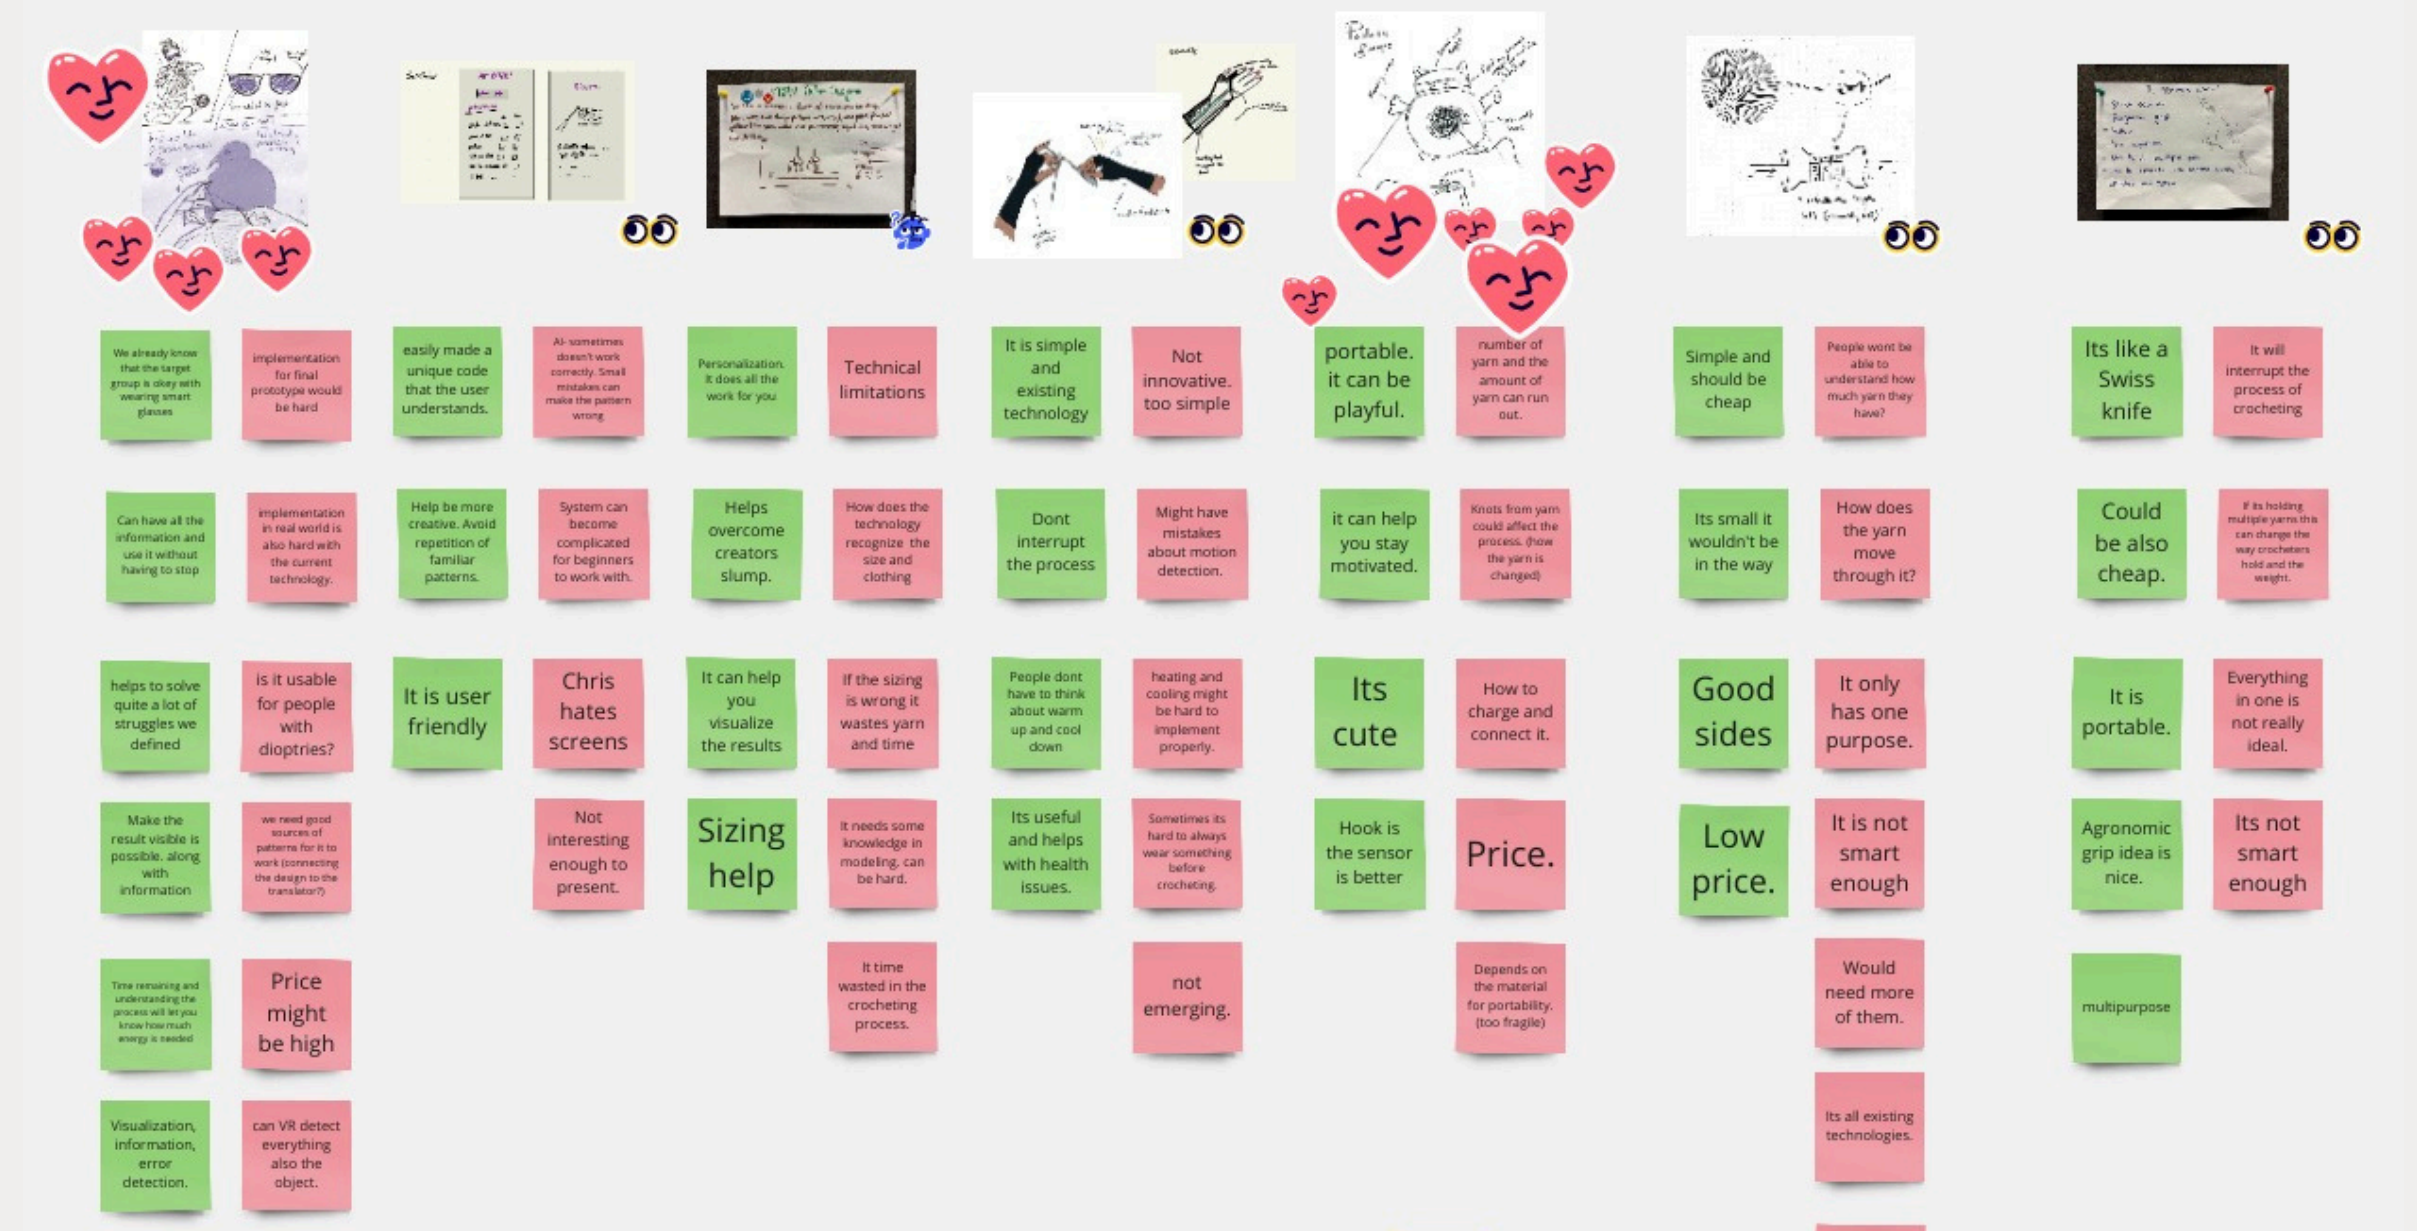 We already know
that the target
group is okey with
wearing smart
glasses
implementation
for final
prototype would
be hard
easily made a
unique code
that the user
understands.
AI- sometimes
doesn't work
correctly. Small
mistakes can
make the pattern
wrong
Personalization.
It does all the
work for you
Technical
limitations
It is simple
and
existing
technology
Not
innovative.
too simple
portable.
it can be
playful.
number of
yarn and the
amount of
yarn can run
out.
Simple and
should be
cheap
People wont be
able to
understand how
much yarn they
have?
Its like a
Swiss
knife
It will
interrupt the
process of
crocheting
Can have all the
information and
use it without
having to stop
implementation
in real world is
also hard with
the current
technology.
Help be more
creative. Avoid
repetition of
familiar
patterns.
System can
become
complicated
for beginners
to work with.
Helps
overcome
creators
slump.
How does the
technology
recognize the
size and
clothing
Dont
interrupt
the process
Might have
mistakes
about motion
detection.
it can help
you stay
motivated.
Knots from yarn
could affect the
process. (how
the yarn is
changed)
Its small it
wouldn't be
in the way
How does
the yarn
move
through it?
Could
be also
cheap.
If its holding
multiple yarns this
can change the
way crocheters
hold and the
weight.
helps to solve
quite a lot of
struggles we
defined
is it usable
for people
with
dioptries?
It is user
friendly
Chris
hates
screens
It can help
you
visualize
the results
If the sizing
is wrong it
wastes yarn
and time
People dont
have to think
about warm
up and cool
down
heating and
cooling might
be hard to
implement
properly.
Its
cute
How to
charge and
connect it.
Good
sides
It only
has one
purpose.
It is
portable.
Everything
in one is
not really
ideal.
Make the
result visible is
possible. along
with
information
we need good
sources of
patterns for it to
work (connecting
the design to the
translator?)
Not
interesting
enough to
present.
Sizing
help
It needs some
knowledge in
modeling. can
be hard.
Its useful
and helps
with health
issues.
Sometimes its
hard to always
wear something
before
crocheting.
Hook is
the sensor
is better
Price.
Low
price.
It is not
smart
enough
Agronomic
grip idea is
nice.
Its not
smart
enough
Time remaining and
understanding the
process will let you
know how much
energy is needed
Price
might
be high
It time
wasted in the
crocheting
process.
not
emerging.
Depends on
the material
for portability.
(too fragile)
Would
need more
of them.
multipurpose
Visualization,
information,
error
detection.
can VR detect
everything
also the
object.
Its all existing
technologies.